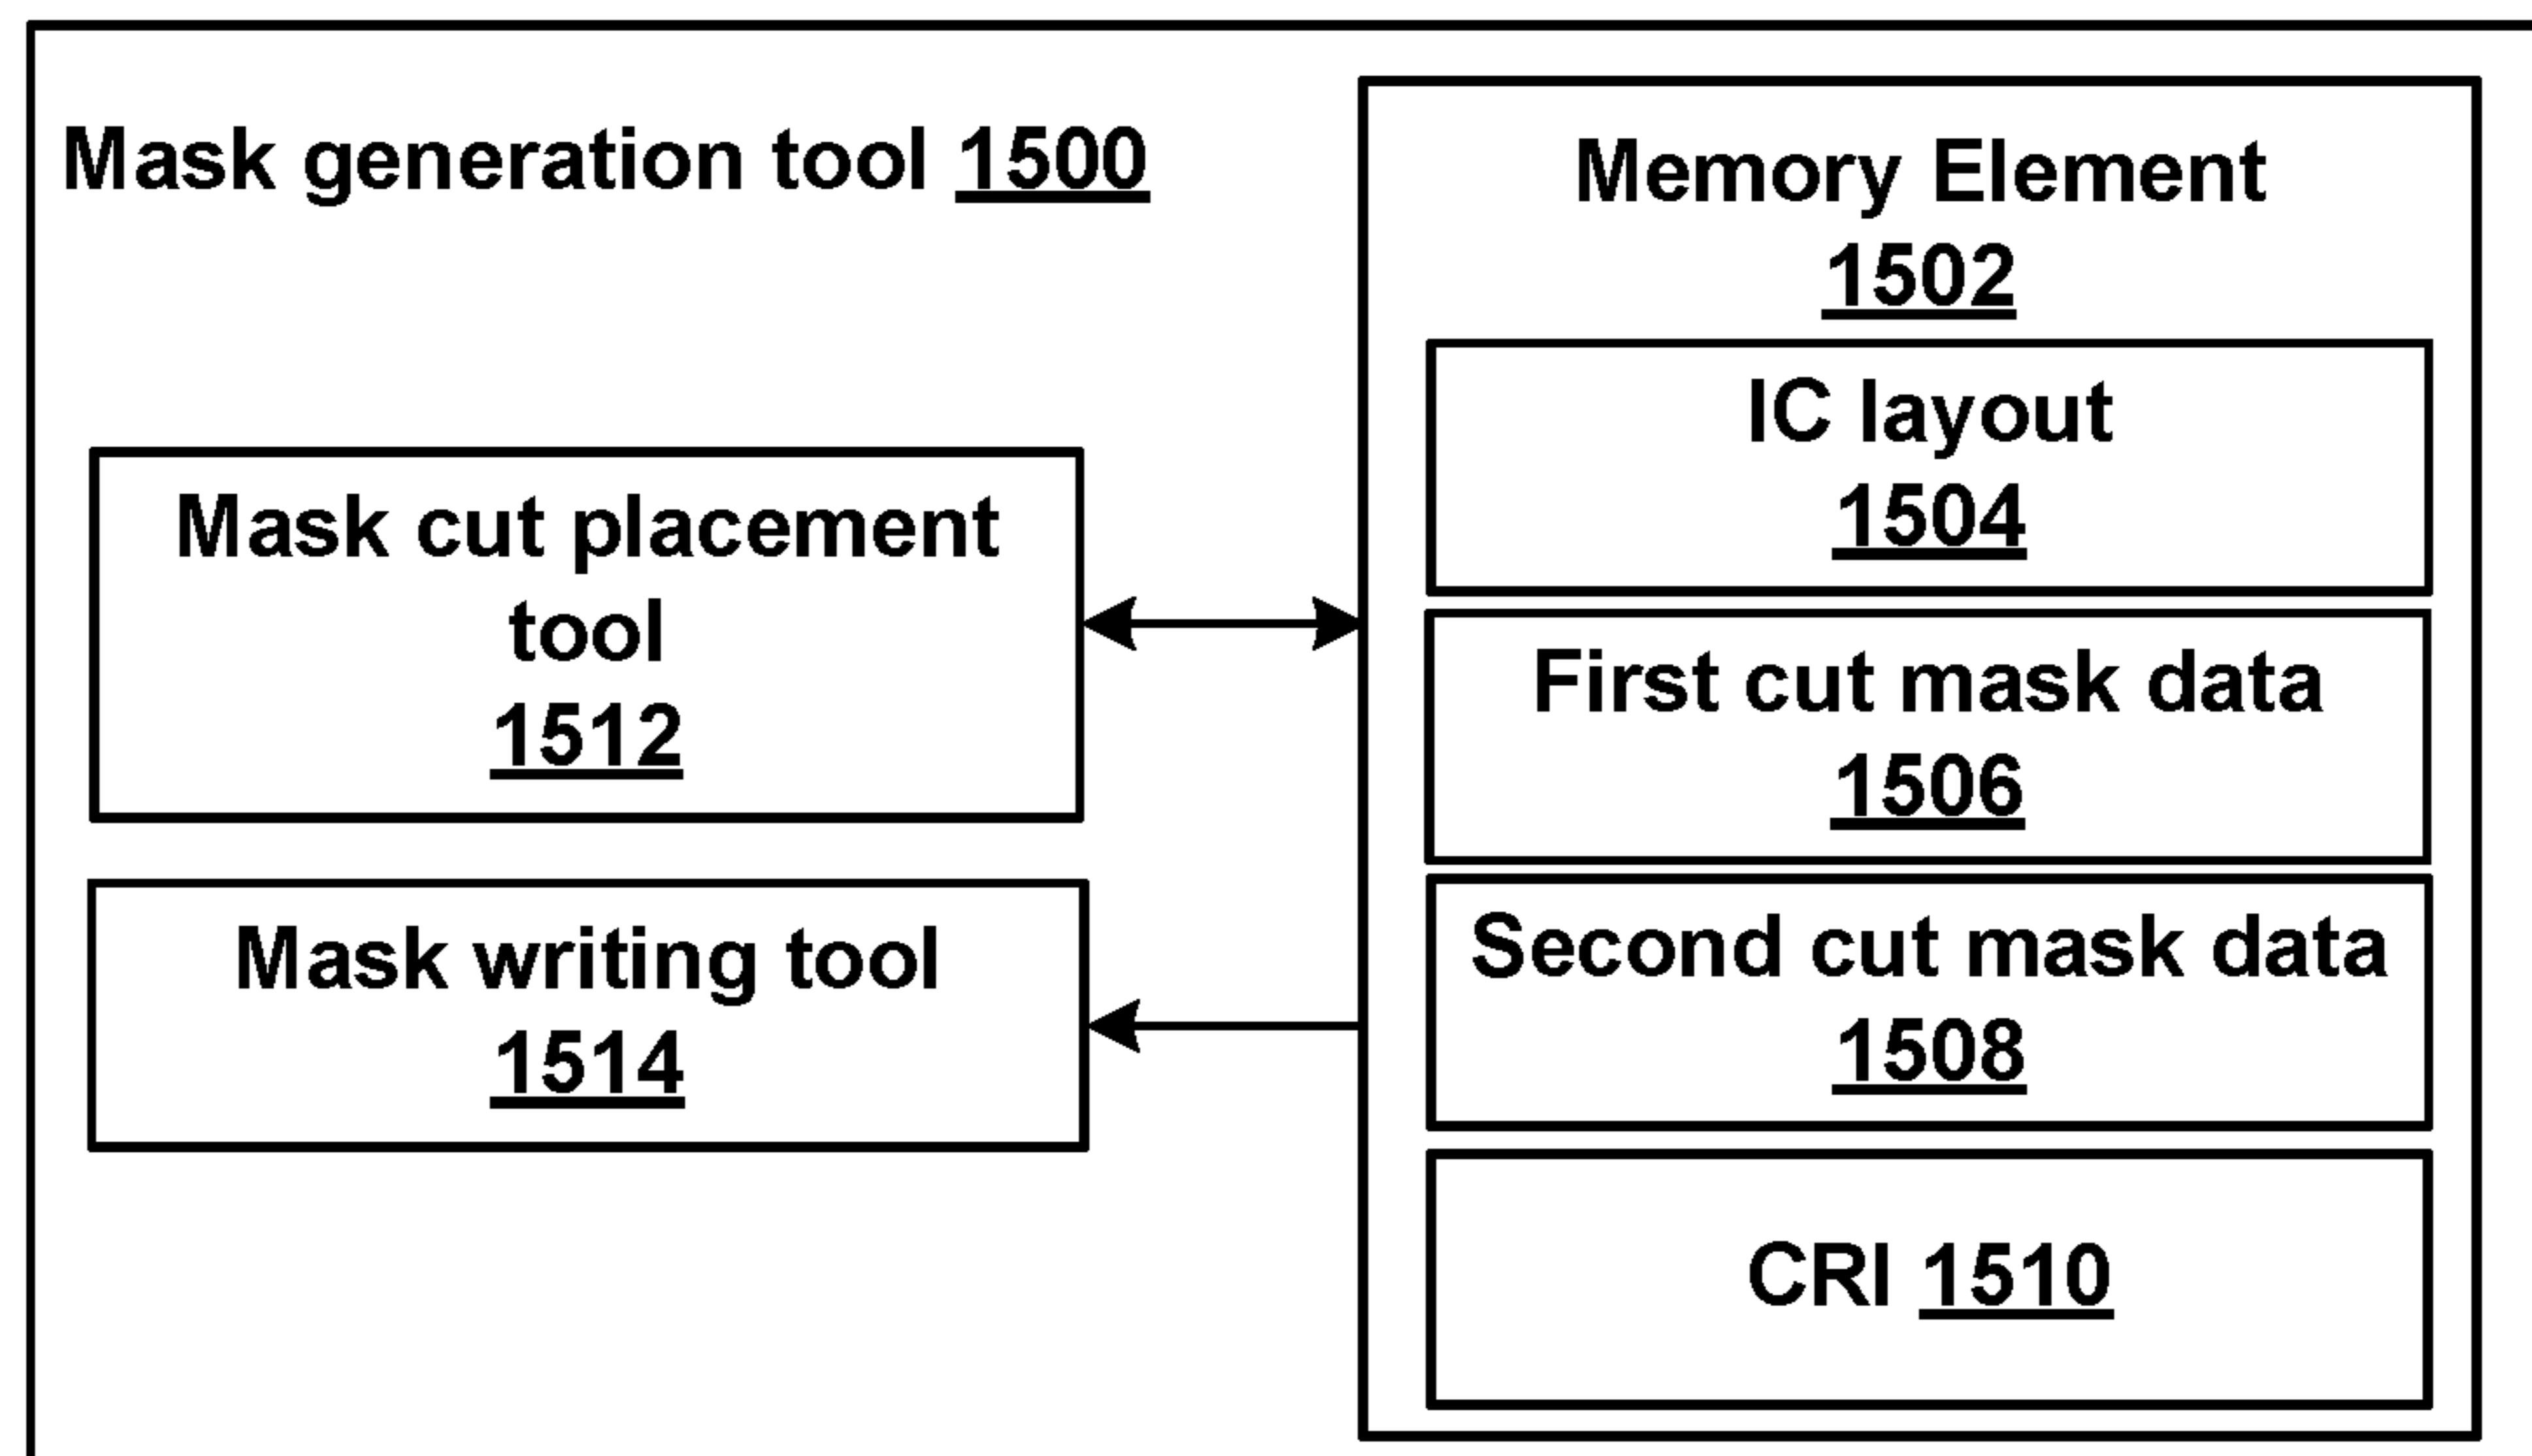 Mask generation tool 1500
Memory Element
1502
IC layout
1504
First cut mask data
1506
Second cut mask data
1508
CRI 1510
Mask cut placement
tool
1512
Mask writing tool
1514